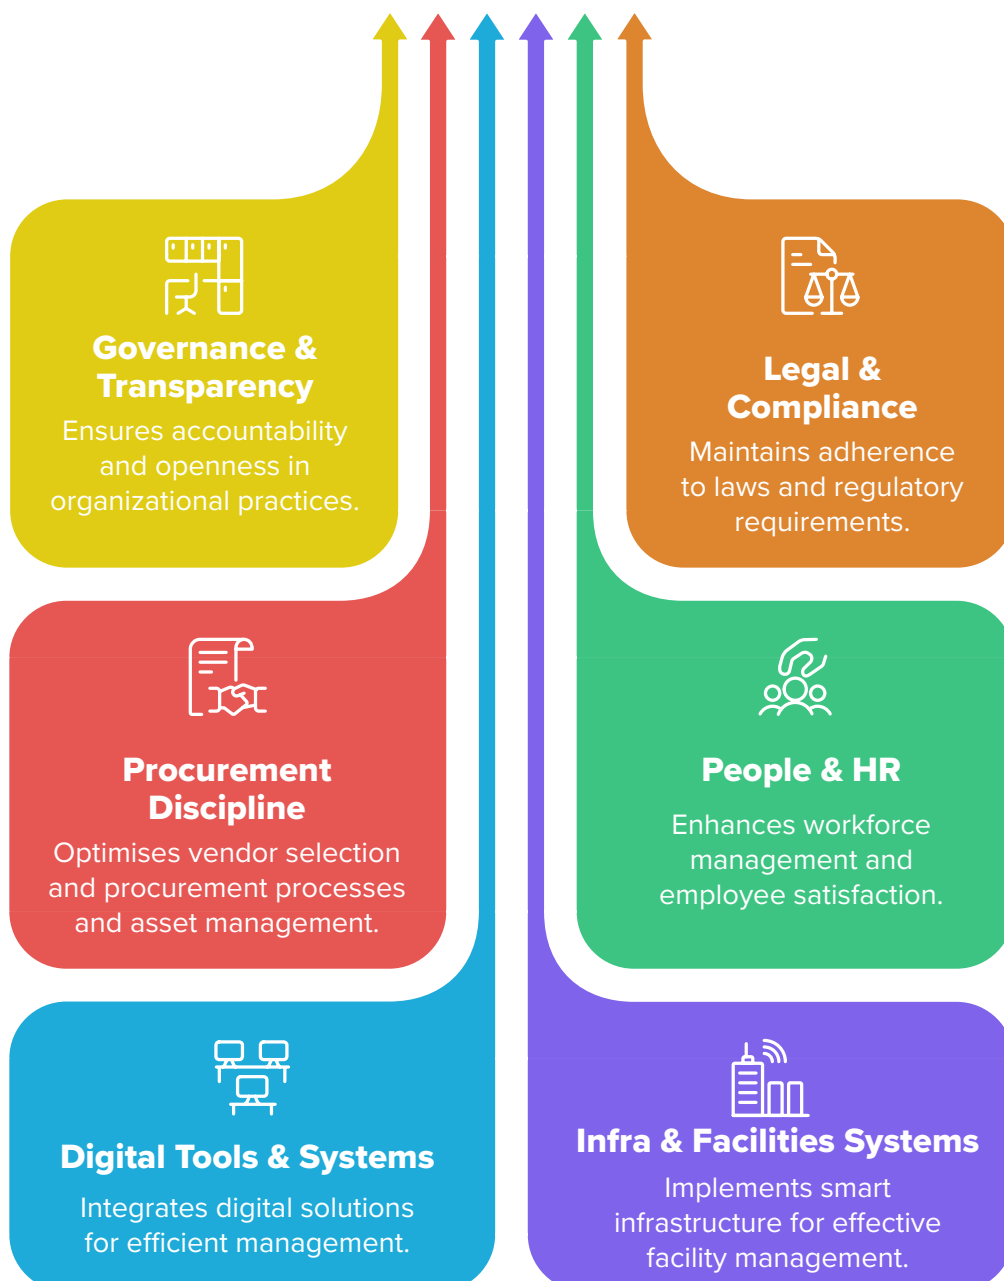 Governance &
Transparency
Ensures accountability
and openness in
organizational practices.
Legal &
Compliance
Maintains adherence
to laws and regulatory
requirements.
Procurement
Discipline
Optimises vendor selection
and procurement processes
and asset management.
People & HR
Enhances workforce
management and
employee satisfaction.
Digital Tools & Systems
Integrates digital solutions
for efficient management.
Infra & Facilities Systems
Implements smart
infrastructure for effective
facility management.